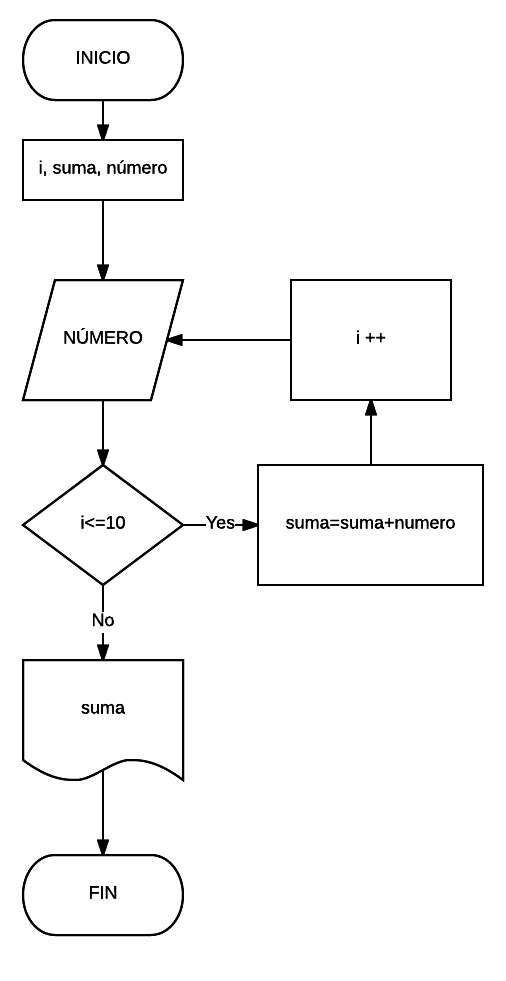 INICIO
i, suma, número
NÚMERO
i ++
i<=10
Yes
suma=suma+numero
No
suma
FIN